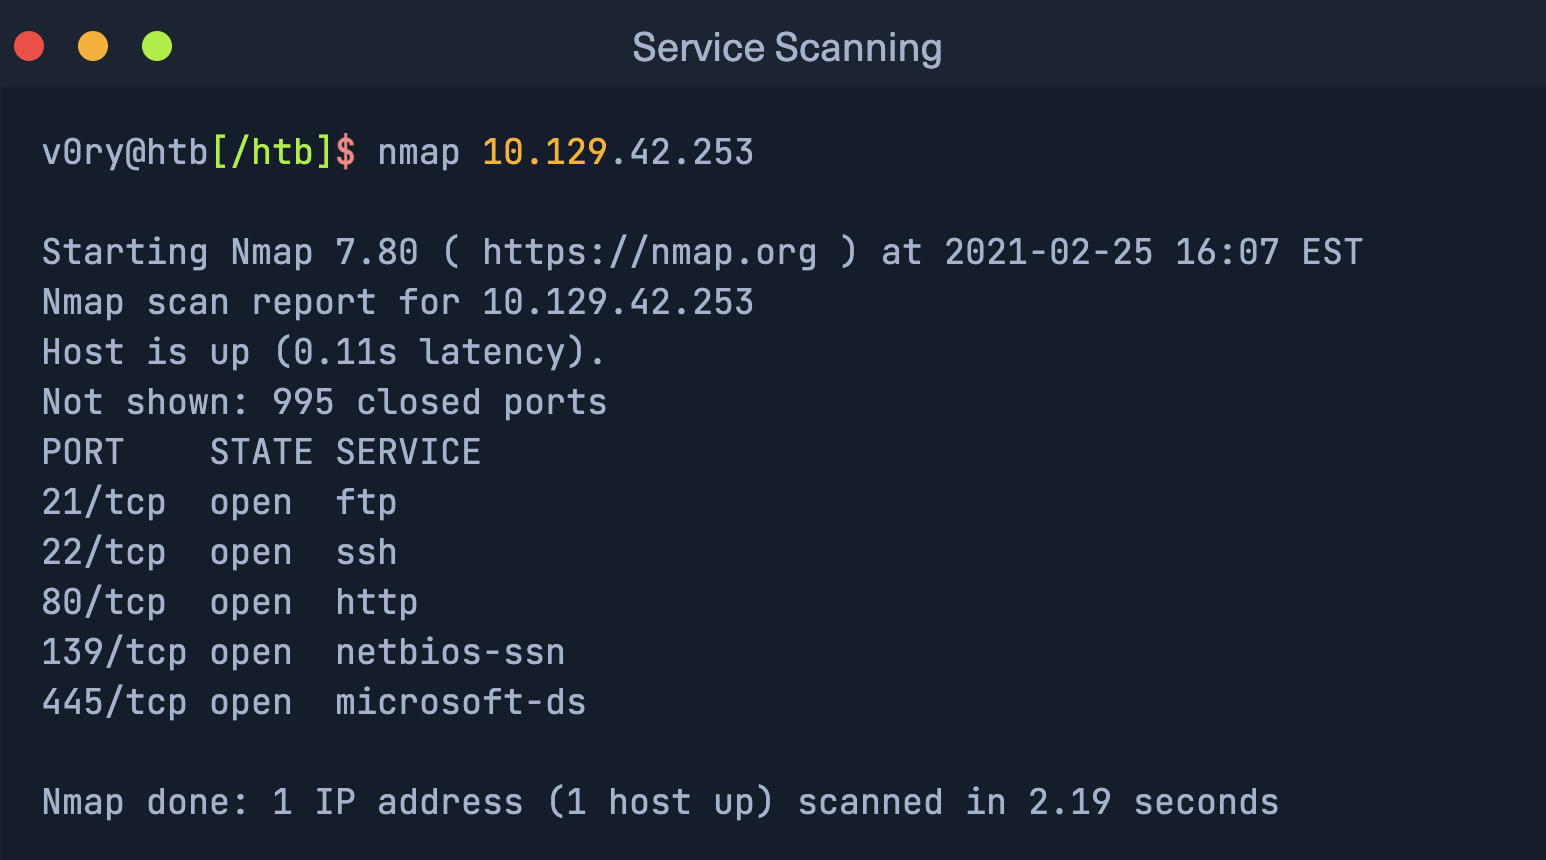 Service Scanning
v0ry@htb[/htb]$ nmap 10.129.42.253
Starting Nmap 7.80 ( https://nmap.org ) at 2021-02-25 16:07 EST
Nmap scan report for 10.129.42.253
Host is up (0.11s latency).
Not shown: 995 closed ports
PORT    STATE SERVICE
21/tcp  open  ftp
22/tcp  open  ssh
80/tcp  open  http
139/tcp open  netbios-ssn
445/tcp open  microsoft-ds
Nmap done: 1 IP address (1 host up) scanned in 2.19 seconds